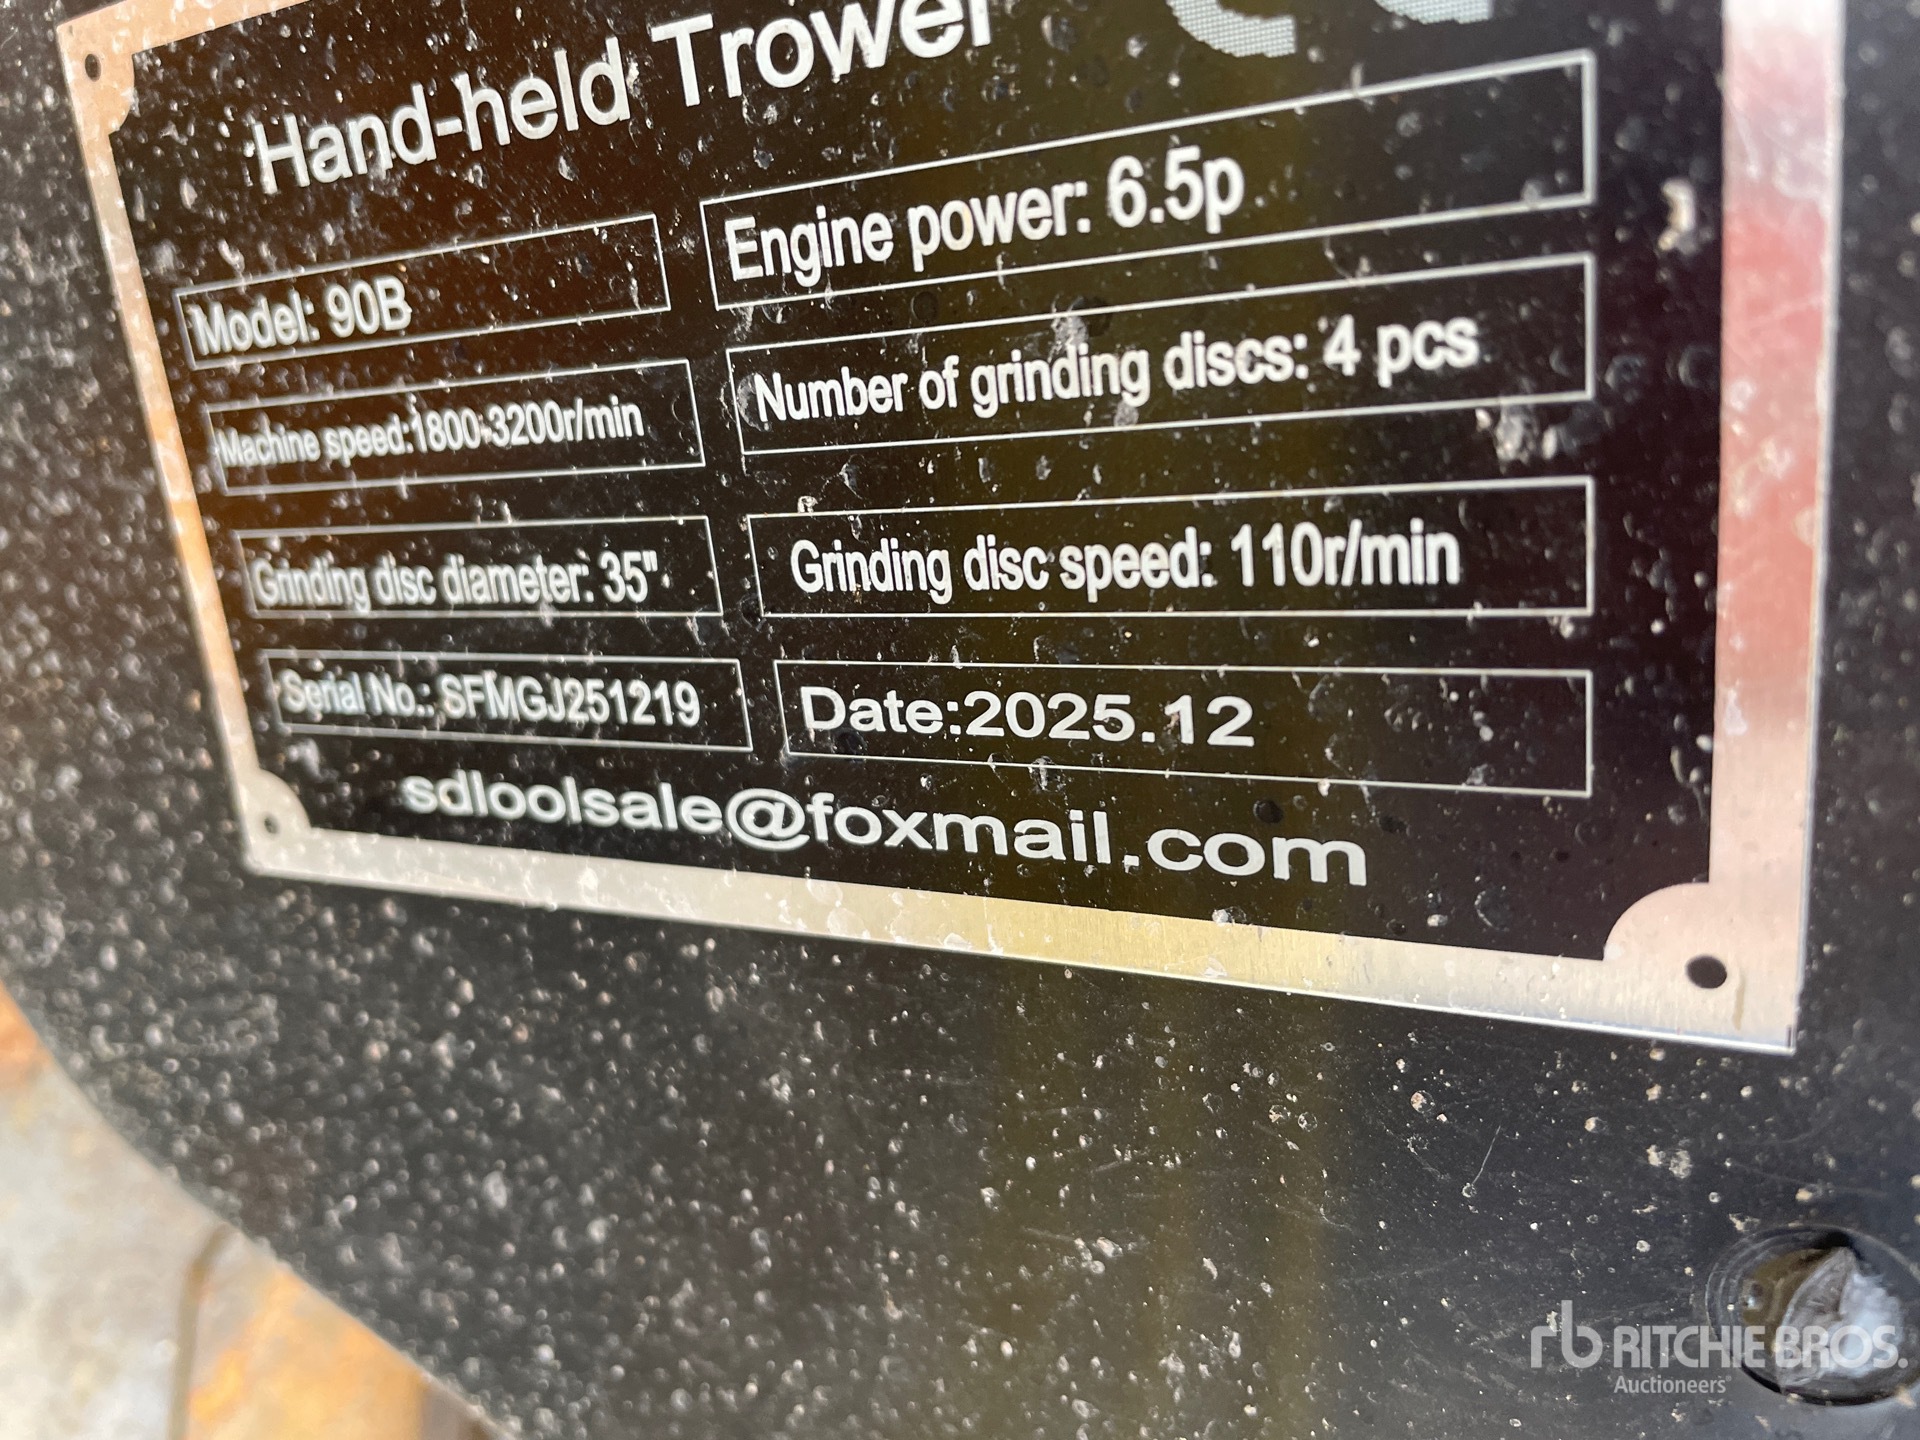 Hand-held Trowel
Model: 90B
Engine power: 6.5p
Machine speed:1800-3200r/min
Number of grinding discs: 4 pcs
Grinding disc diameter: 35"
Grinding disc speed: 110r/min
Serial No.: SFMGJ251219
Date:2025.12
sdloolsale@foxmail.com
rb RITCHIE BROS.
Auctioneers